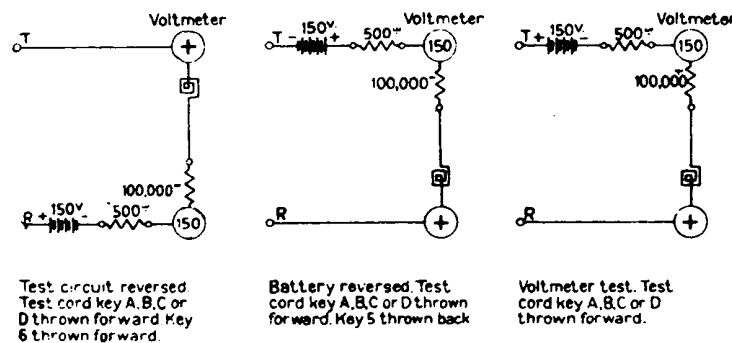 Voltmeter
T
+
100,000
R + 150V. - 500
150
Test circuit reversed.
Test cord key A,B,C or
D thrown forward. Key
6 thrown forward.
Voltmeter
T - 150V. + 500
150
100,000
R
+
Battery reversed. Test
cord key A,B,C or D thrown
forward. Key 5 thrown back
Voltmeter
T + 150V. - 500
150
100,000
R
+
Voltmeter test. Test
cord key A,B,C or D
thrown forward.